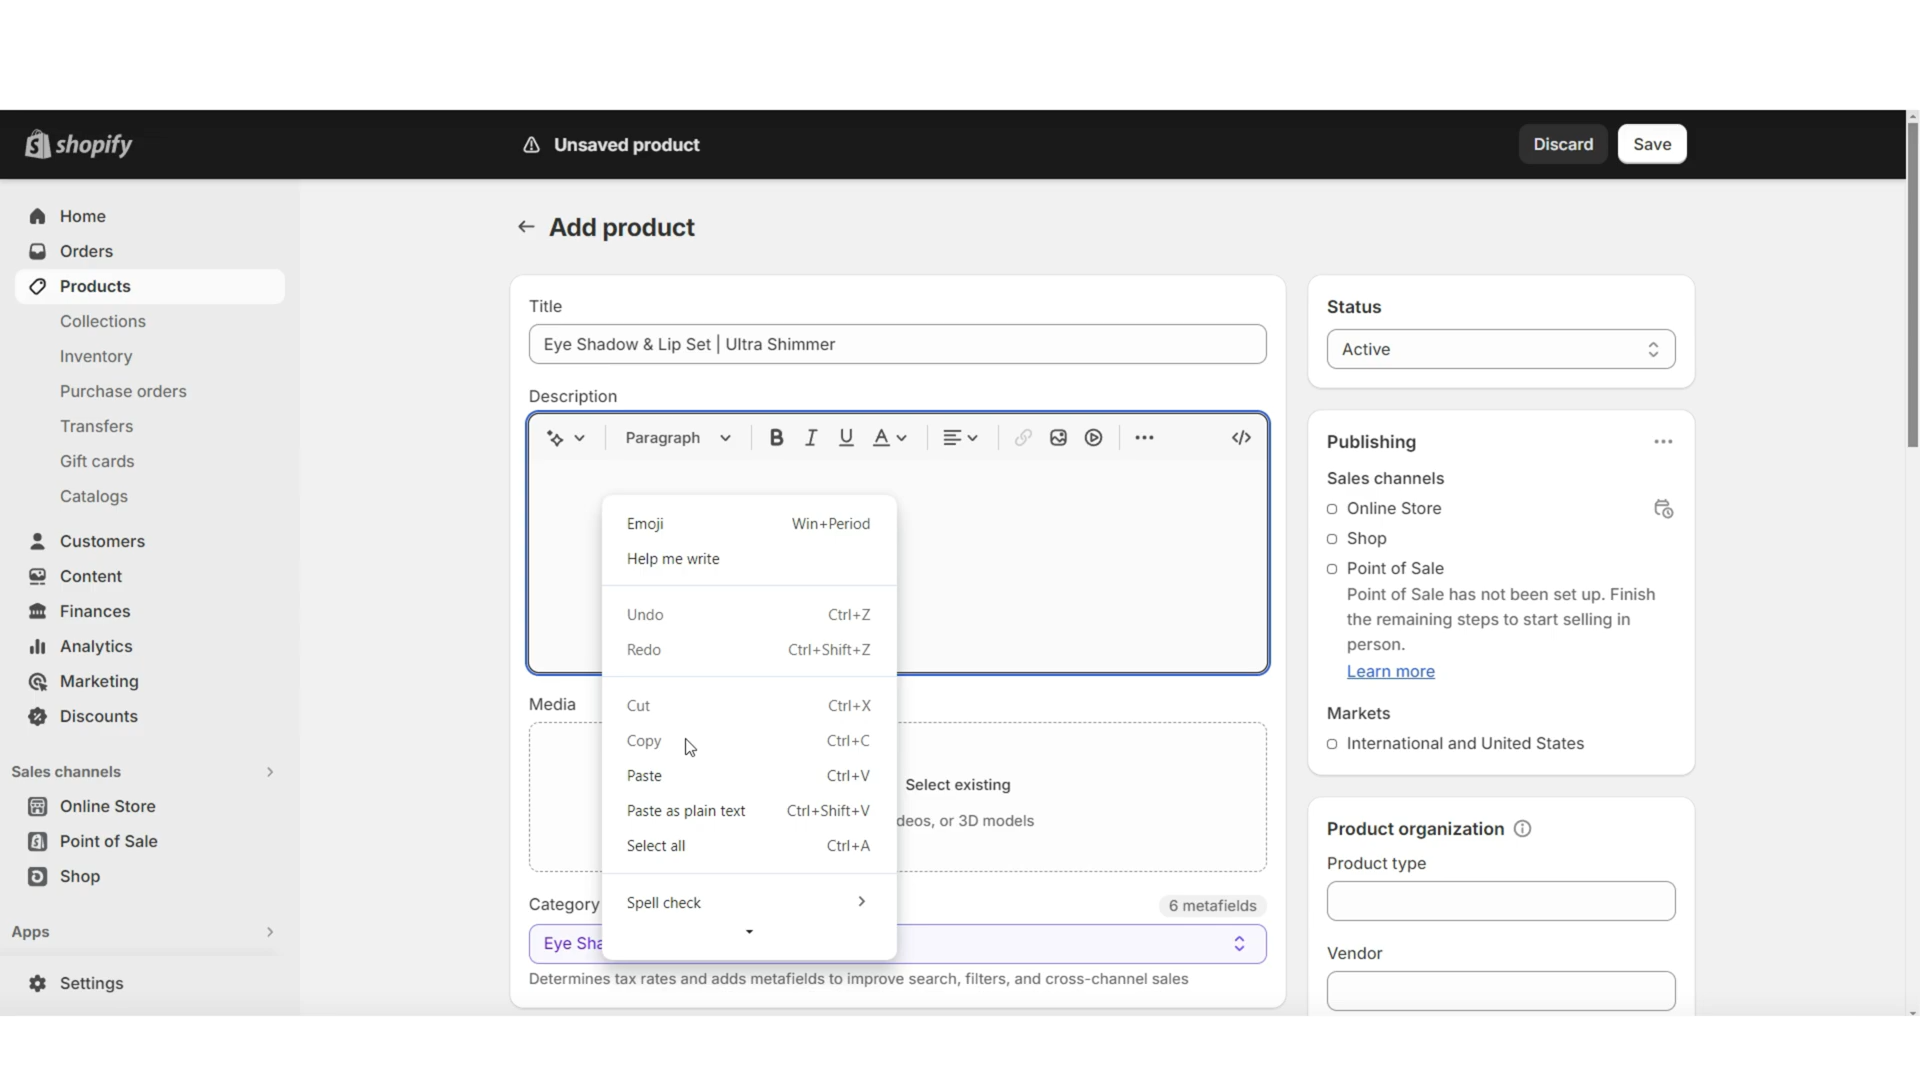 shopify
Unsaved product
Discard
Save
Home
Orders
Products
Collections
Inventory
Purchase orders
Transfers
Gift cards
Catalogs
Customers
Content
Finances
Analytics
Marketing
Discounts
Sales channels
Online Store
Point of Sale
Shop
Apps
Settings
Add product
Title
Eye Shadow & Lip Set | Ultra Shimmer
Description
Paragraph
B I U A
Emoji Win+Period
Help me write
Undo Ctrl+Z
Redo Ctrl+Shift+Z
Cut Ctrl+X
Copy Ctrl+C
Paste Ctrl+V
Paste as plain text Ctrl+Shift+V
Select all Ctrl+A
Spell check
Media
Select existing
deos, or 3D models
Category
6 metafields
Eye Sha
Determines tax rates and adds metafields to improve search, filters, and cross-channel sales
Status
Active
Publishing
Sales channels
Online Store
Shop
Point of Sale
Point of Sale has not been set up. Finish
the remaining steps to start selling in
person.
Learn more
Markets
International and United States
Product organization
Product type
Vendor